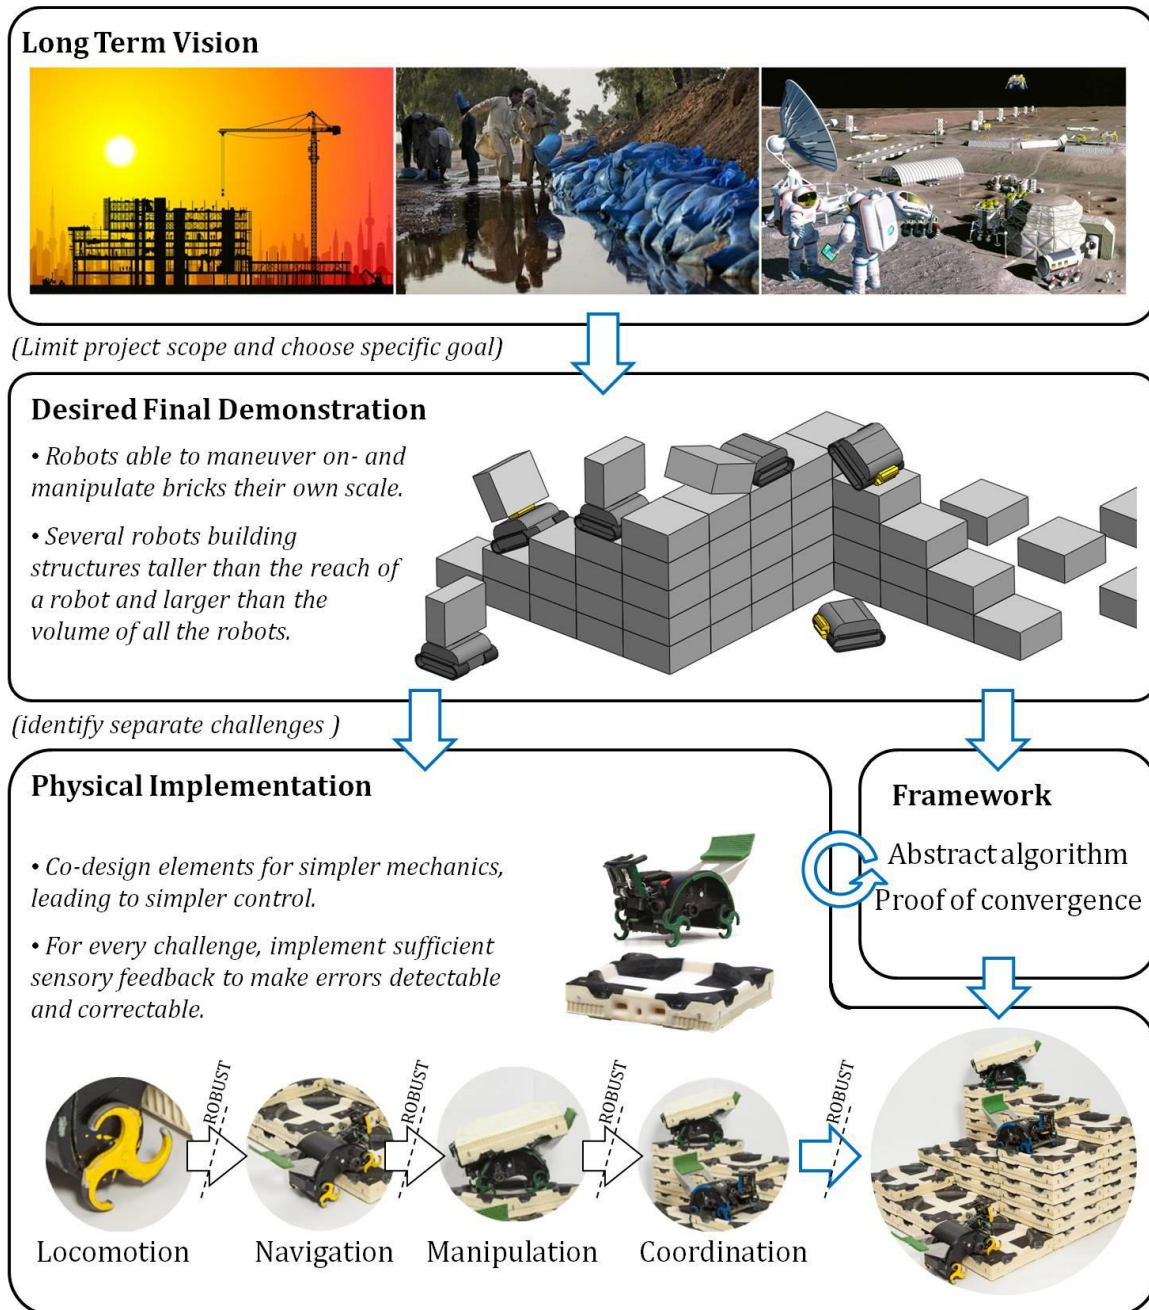 Long Term Vision
(Limit project scope and choose specific goal)
Desired Final Demonstration
• Robots able to maneuver on- and
manipulate bricks their own scale.
• Several robots building
structures taller than the reach of
a robot and larger than the
volume of all the robots.
(identify separate challenges )
Physical Implementation
• Co-design elements for simpler mechanics,
leading to simpler control.
• For every challenge, implement sufficient
sensory feedback to make errors detectable
and correctable.
Framework
Abstract algorithm
Proof of convergence
ROBUST
ROBUST
ROBUST
ROBUST
Locomotion
Navigation
Manipulation
Coordination